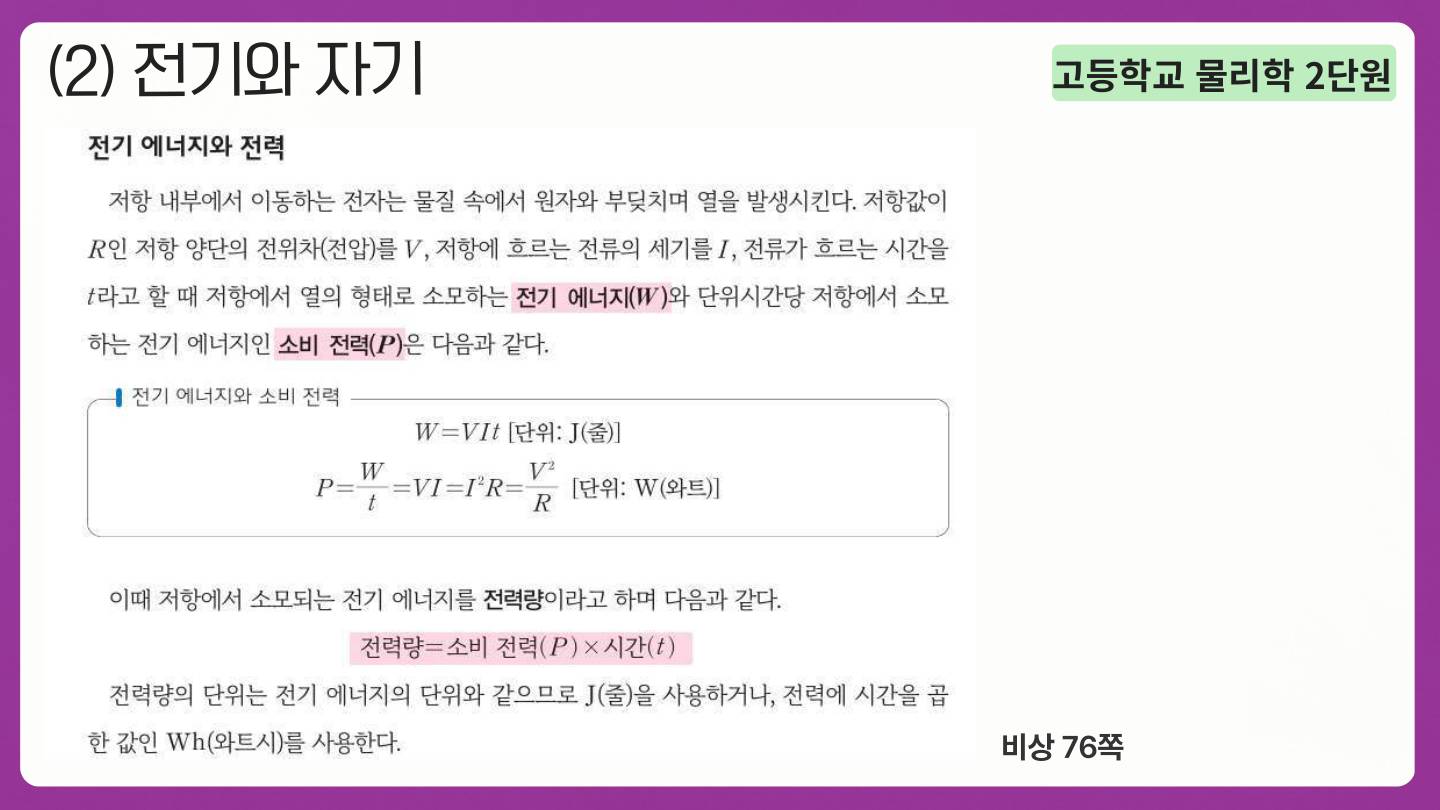 (2) 전기와 자기
고등학교 물리학 2단원
전기 에너지와 전력
저항 내부에서 이동하는 전자는 물질 속에서 원자와 부딪치며 열을 발생시킨다. 저항값이
R인 저항 양단의 전위차(전압)를 V, 저항에 흐르는 전류의 세기를 I, 전류가 흐르는 시간을
t라고 할 때 저항에서 열의 형태로 소모하는 전기 에너지(W)와 단위시간당 저항에서 소모
하는 전기 에너지인 소비 전력(P)은 다음과 같다.
전기 에너지와 소비 전력
W=VIt [단위: J(줄)]
P=W/t=VI=I²R=V²/R [단위: W(와트)]
이때 저항에서 소모되는 전기 에너지를 전력량이라고 하며 다음과 같다.
전력량=소비 전력(P)×시간(t)
전력량의 단위는 전기 에너지의 단위와 같으므로 J(줄)을 사용하거나, 전력에 시간을 곱
한 값인 Wh(와트시)를 사용한다.
비상 76쪽